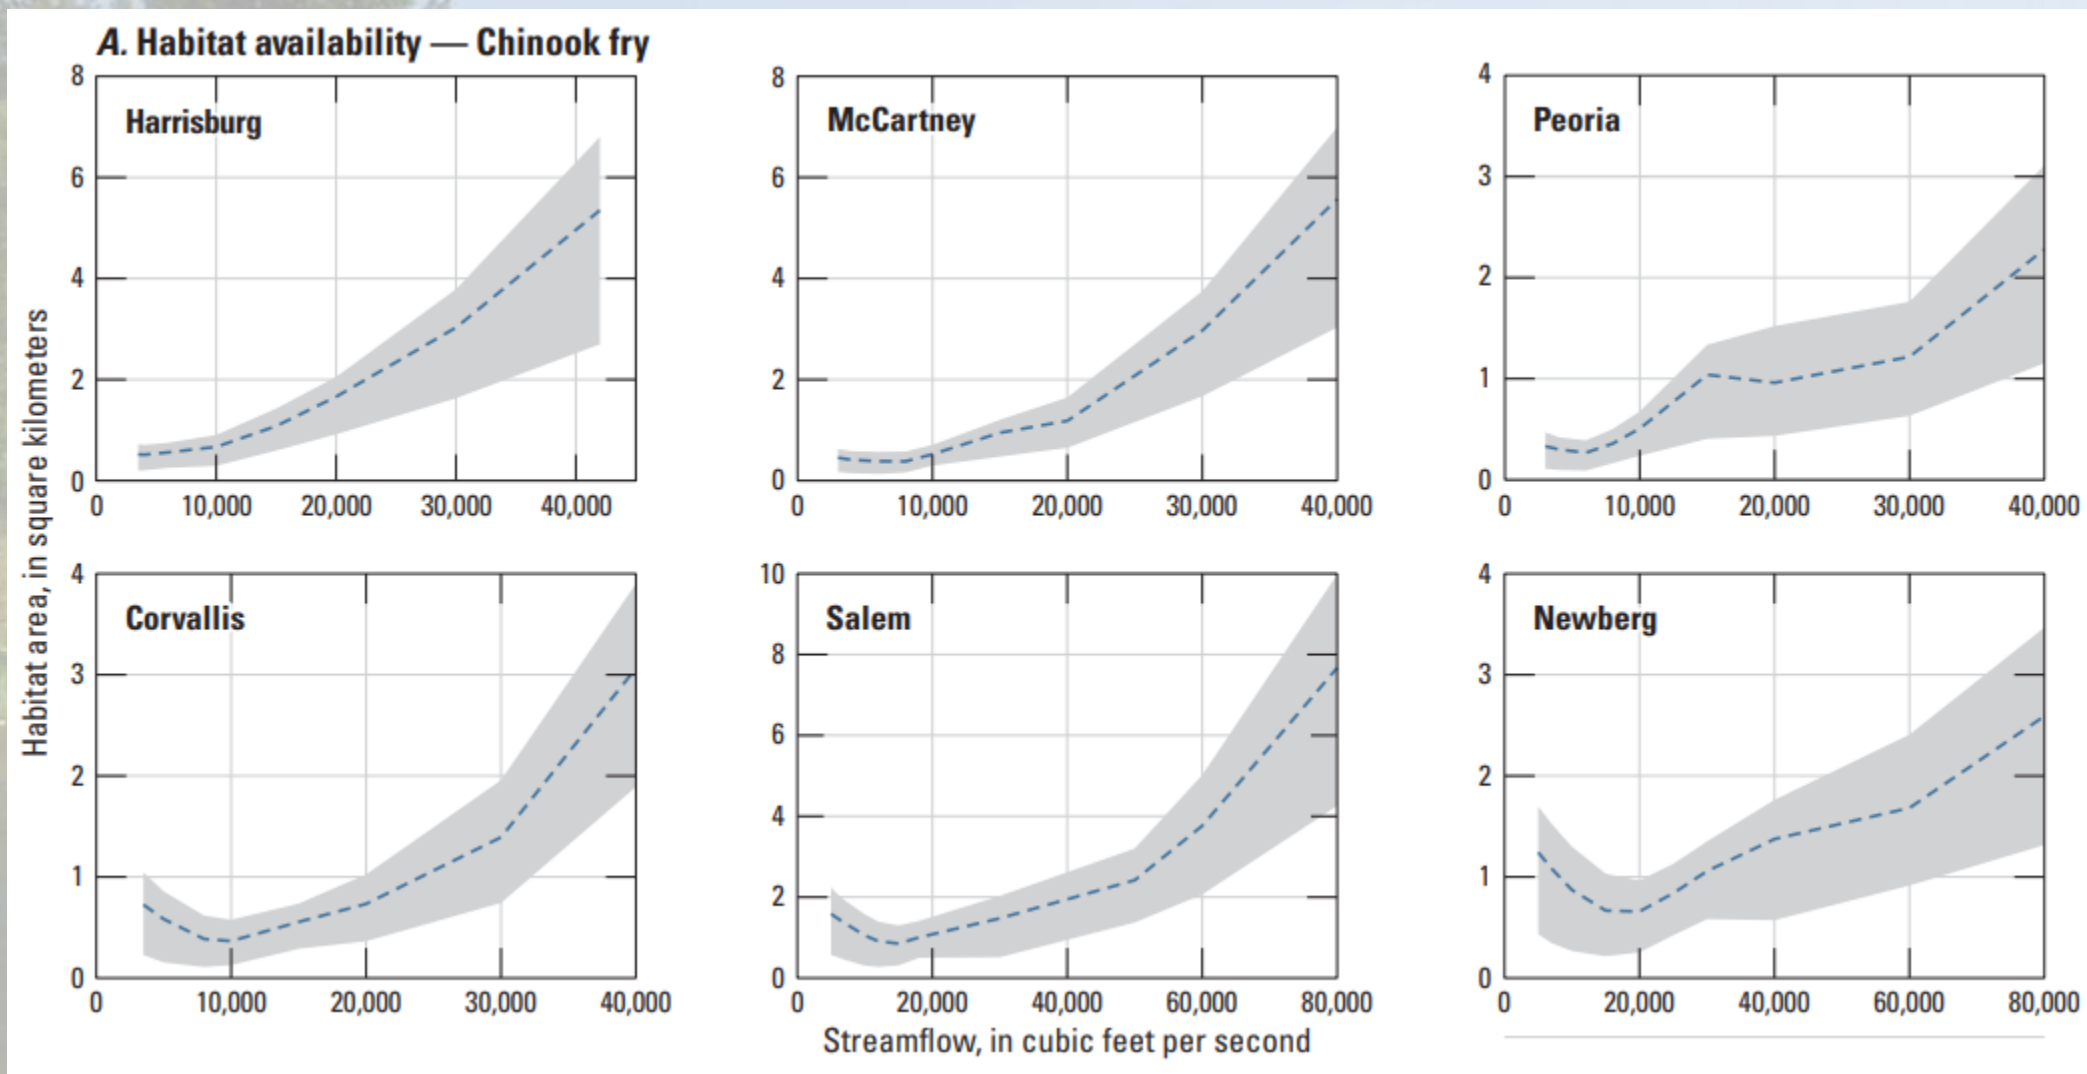 A. Habitat availability — Chinook fry
Harrisburg
8
6
4
2
0
0 10,000 20,000 30,000 40,000
McCartney
8
6
4
2
0
0 10,000 20,000 30,000 40,000
Peoria
4
3
2
1
0
0 10,000 20,000 30,000 40,000
Habitat area, in square kilometers
Corvallis
4
3
2
1
0
0 10,000 20,000 30,000 40,000
Salem
10
8
6
4
2
0
0 20,000 40,000 60,000 80,000
Newberg
4
3
2
1
0
0 20,000 40,000 60,000 80,000
Streamflow, in cubic feet per second